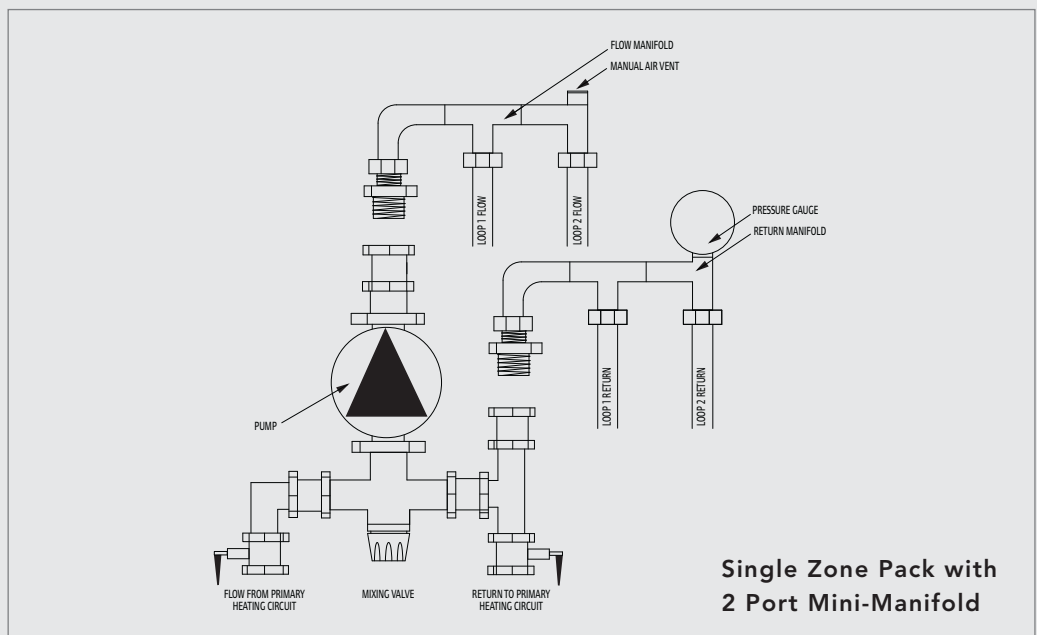 FLOW MANIFOLD
MANUAL AIR VENT
LOOP 1 FLOW
LOOP 2 FLOW
PRESSURE GAUGE
RETURN MANIFOLD
LOOP 1 RETURN
LOOP 2 RETURN
PUMP
FLOW FROM PRIMARY
HEATING CIRCUIT
MIXING VALVE
RETURN TO PRIMARY
HEATING CIRCUIT
Single Zone Pack with
2 Port Mini-Manifold